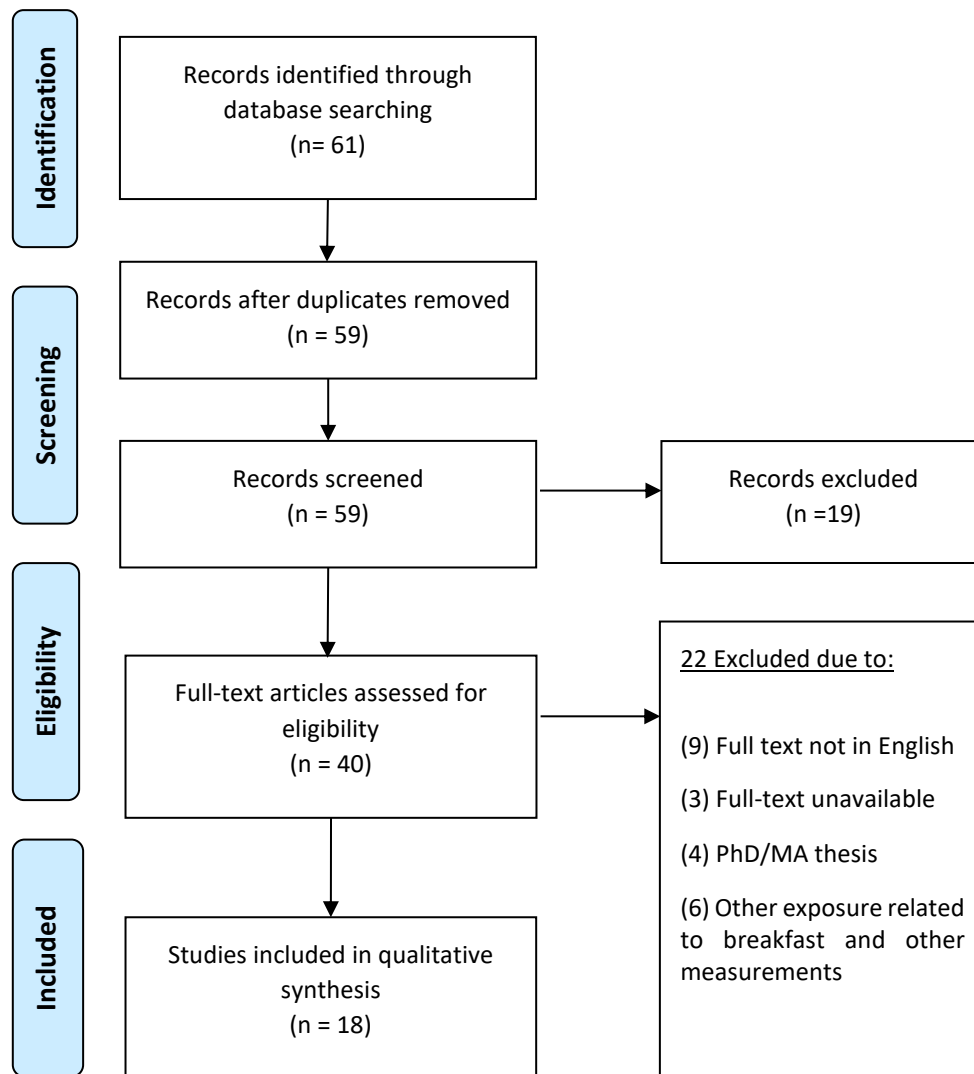 Identification
Records identified through
database searching
(n= 61)
Records after duplicates removed
(n = 59)
Screening
Records screened
(n = 59)
Records excluded
(n =19)
Eligibility
Full-text articles assessed for
eligibility
(n = 40)
22 Excluded due to:
(9) Full text not in English
(3) Full-text unavailable
(4) PhD/MA thesis
(6) Other exposure related
to breakfast and other
measurements
Included
Studies included in qualitative
synthesis
(n = 18)